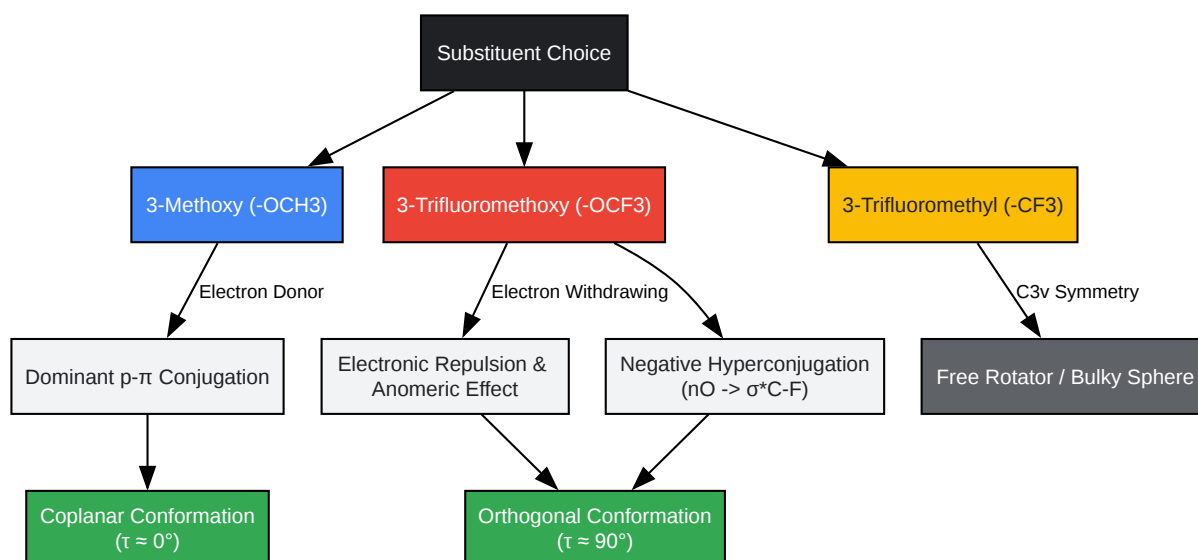 Substituent Choice
3-Methoxy (-OCH3)
3-Trifluoromethoxy (-OCF3)
3-Trifluoromethyl (-CF3)
Electron Donor
Electron Withdrawing
C3v Symmetry
Dominant p-π Conjugation
Electronic Repulsion &
Anomeric Effect
Negative Hyperconjugation
(nO -> σ*C-F)
Free Rotator / Bulky Sphere
Coplanar Conformation
(τ ≈ 0°)
Orthogonal Conformation
(τ ≈ 90°)